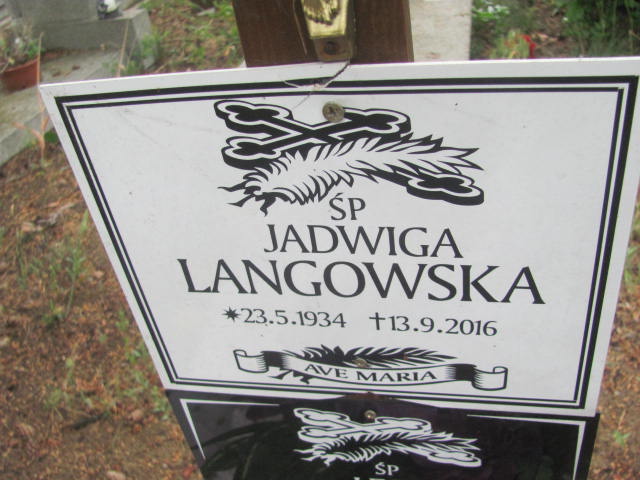 ŚP
JADWIGA
LANGOWSKA
*23.5.1934 †13.9.2016
AVE MARIA
ŚP